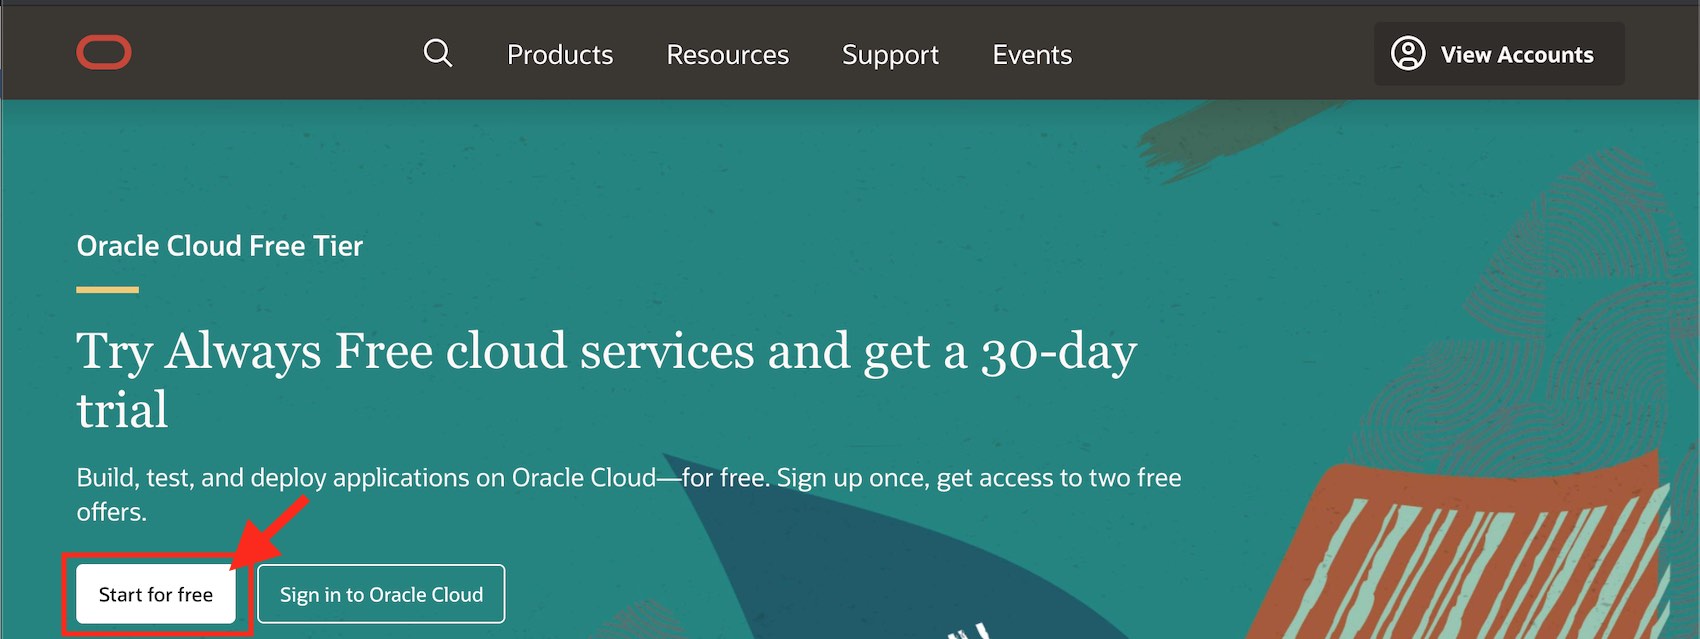 Products Resources Support Events View Accounts
Oracle Cloud Free Tier
Try Always Free cloud services and get a 30-day
trial
Build, test, and deploy applications on Oracle Cloud—for free. Sign up once, get access to two free
offers.
Start for free Sign in to Oracle Cloud